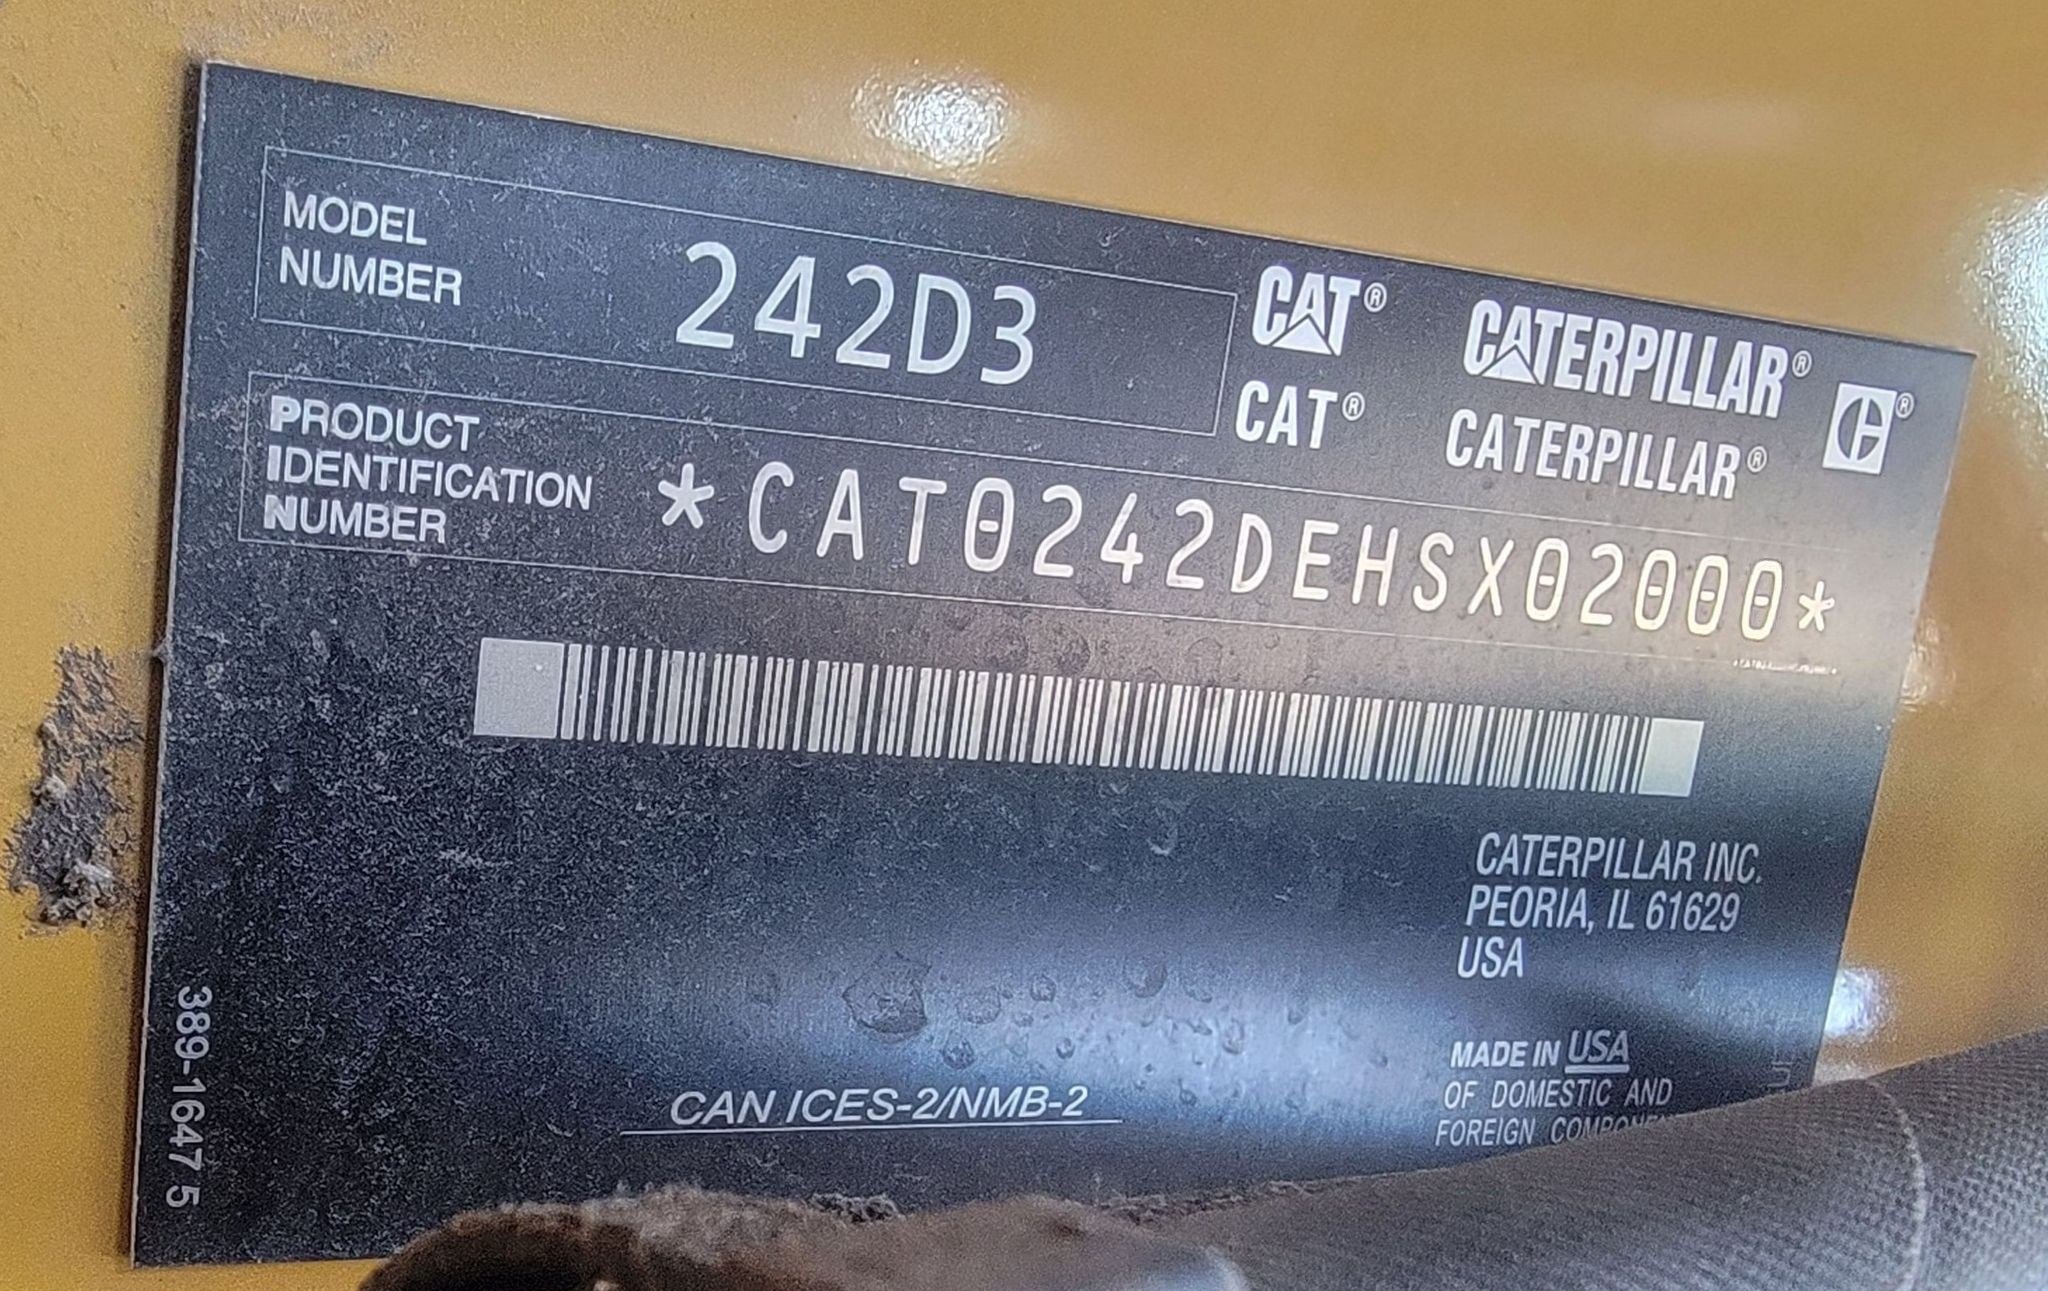 MODEL
NUMBER
242D3
CAT® CATERPILLAR®
CAT® CATERPILLAR®
PRODUCT
IDENTIFICATION
NUMBER
*CAT0242DEHSX02000*
CATERPILLAR INC.
PEORIA, IL 61629
USA
MADE IN USA
OF DOMESTIC AND
FOREIGN
CAN ICES-2/NMB-2
389-1647 5